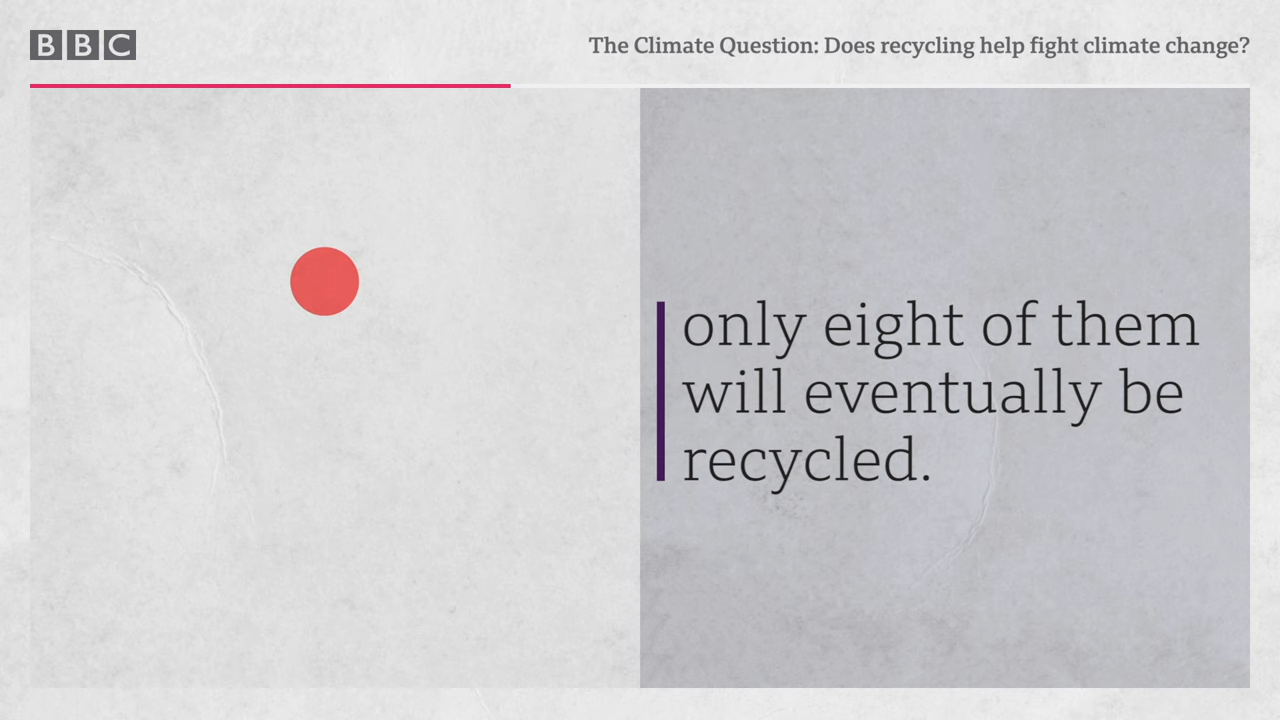 BBC
The Climate Question: Does recycling help fight climate change?
only eight of them
will eventually be
recycled.